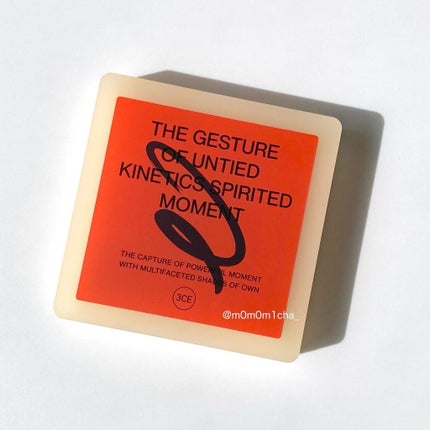 THE GESTURE
OF UNTIED
KINETICS SPIRITED
MOMENT
THE CAPTURE OF POWERFUL MOMENT
WITH MULTIFACETED SHAPES OF OWN
3CE
@m0m0m1cha_